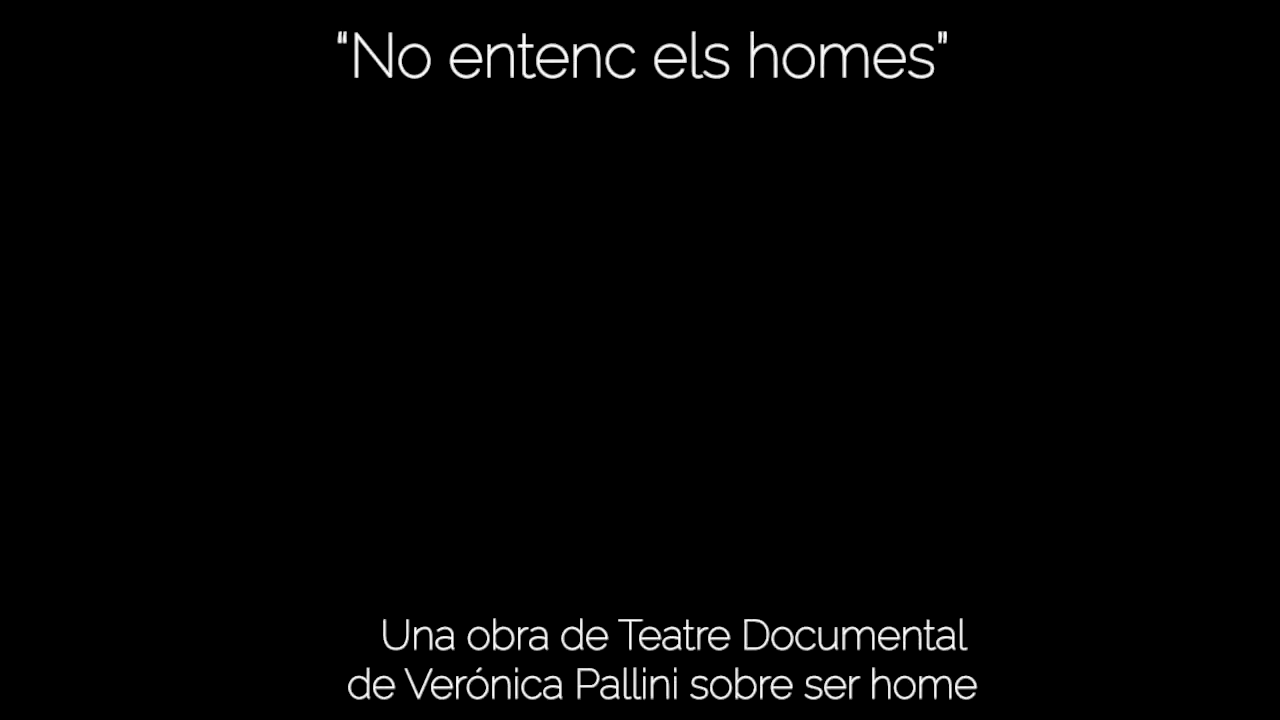 “No entenc els homes”
Una obra de Teatre Documental
de Verónica Pallini sobre ser home